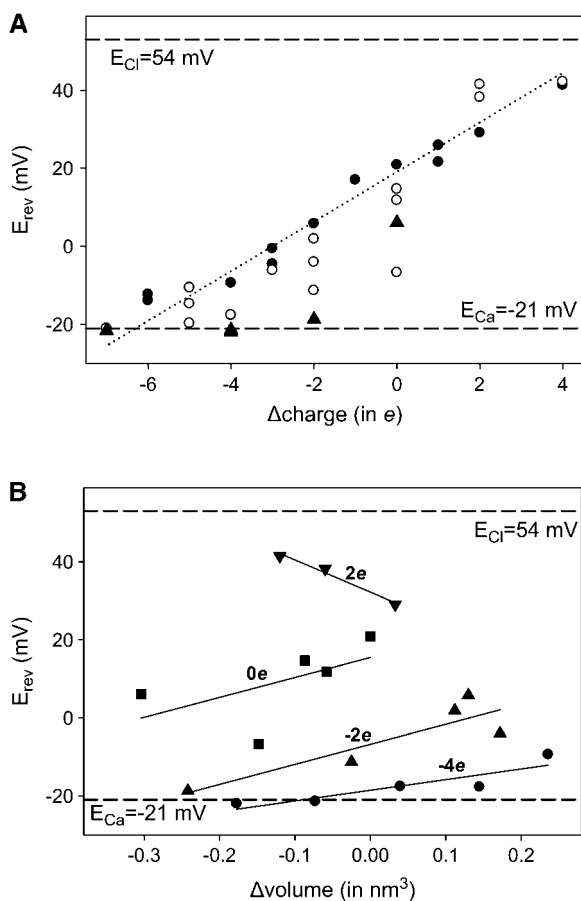 A
E_Cl=54 mV
40
20
0
-20
E_rev (mV)
E_Ca=-21 mV
-6 -4 -2 0 2 4
Δcharge (in e)
B
E_Cl=54 mV
40
20
0
-20
E_rev (mV)
2e
0e
-2e
-4e
E_Ca=-21 mV
-0.3 -0.2 -0.1 0.00 0.1 0.2
Δvolume (in nm³)